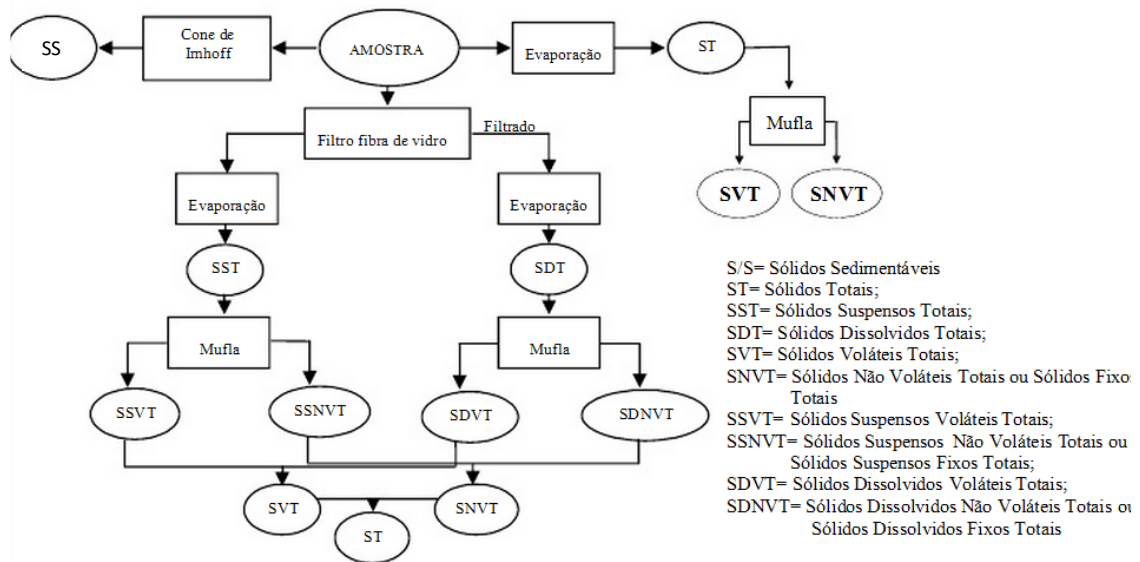 SS
Cone de
Imhoff
AMOSTRA
Evaporação
ST
Mufla
SVT
SNVT
Filtro fibra de vidro
Filtrado
Evaporação
Evaporação
SST
SDT
Mufla
Mufla
SSVT
SSNVT
SDVT
SDNVT
SVT
SNVT
ST
S/S= Sólidos Sedimentáveis
ST= Sólidos Totais;
SST= Sólidos Suspensos Totais;
SDT= Sólidos Dissolvidos Totais;
SVT= Sólidos Voláteis Totais;
SNVT= Sólidos Não Voláteis Totais ou Sólidos Fixos
Totais
SSVT= Sólidos Suspensos Voláteis Totais;
SSNVT= Sólidos Suspensos Não Voláteis Totais ou
Sólidos Suspensos Fixos Totais;
SDVT= Sólidos Dissolvidos Voláteis Totais;
SDNVT= Sólidos Dissolvidos Não Voláteis Totais ou
Sólidos Dissolvidos Fixos Totais